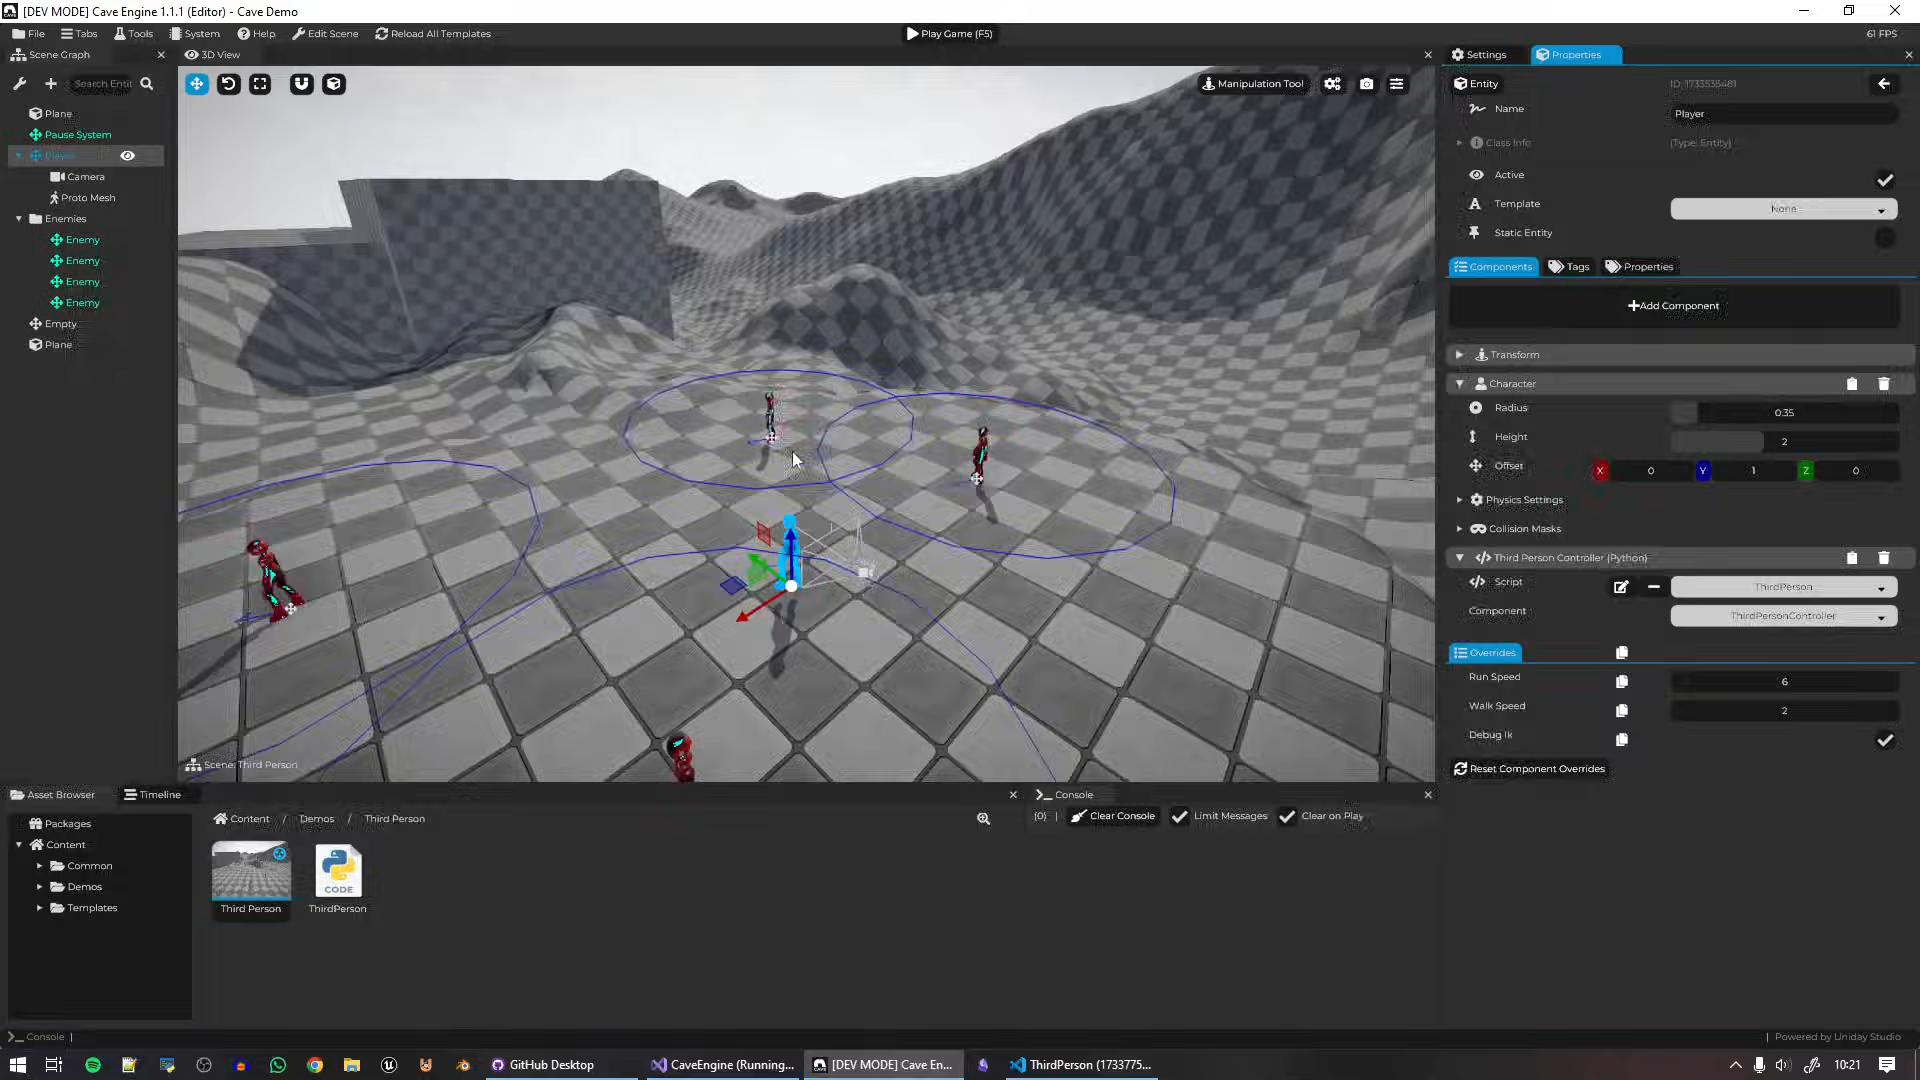 [DEV MODE] Cave Engine 1.1.1 (Editor) - Cave Demo
File Tabs Tools System Help Edit Scene Reload All Templates
Play Game (F5)
61 FPS
Scene Graph
3D View
Settings
Properties
Search Entit
Manipulation Tool
Plane
Pause System
Player
Camera
Proto Mesh
Enemies
Enemy
Enemy
Enemy
Enemy
Empty
Plane
Scene: Third Person
Entity
Name
Player
Class Info
(Type: Entity)
Active
Template
None
Static Entity
Components
Tags
Properties
Add Component
Transform
Character
Radius
0.35
Height
2
Offset
X 0 Y 1 Z 0
Physics Settings
Collision Masks
Third Person Controller (Python)
Script
ThirdPerson
Component
ThirdPersonController
Overrides
Run Speed
6
Walk Speed
2
Debug Ik
Reset Component Overrides
Asset Browser
Timeline
Console
Packages
Content
Common
Demos
Templates
Content / Demos / Third Person
Third Person
CODE
ThirdPerson
(0) | Clear Console Limit Messages Clear on Play
Console |
Powered by Uniday Studio
GitHub Desktop
CaveEngine (Running...
[DEV MODE] Cave En...
ThirdPerson (1733775...
10:21